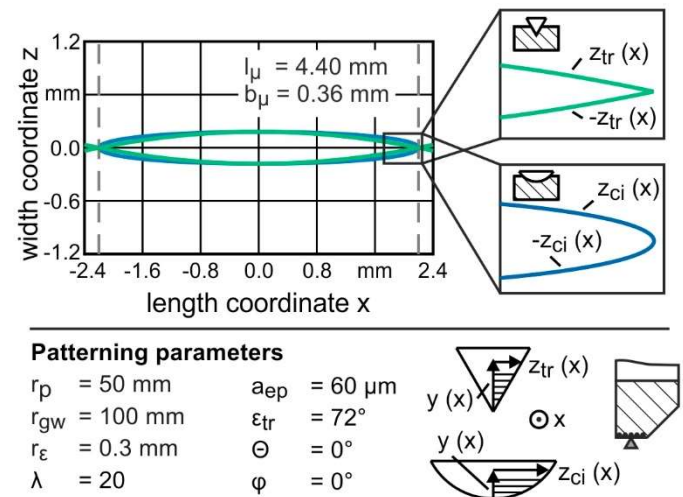 1.2
mm
0.0
-0.6
-1.2
width coordinate z
lμ = 4.40 mm
bμ = 0.36 mm
-2.4 -1.6 -0.8 0.0 0.8 mm 2.4
length coordinate x
ztr (x)
-ztr (x)
zci (x)
-zci (x)
Patterning parameters
rp = 50 mm aep = 60 μm
rgw = 100 mm εtr = 72°
rε = 0.3 mm Θ = 0°
λ = 20 φ = 0°
ztr (x)
y (x)
x
y (x)
zci (x)